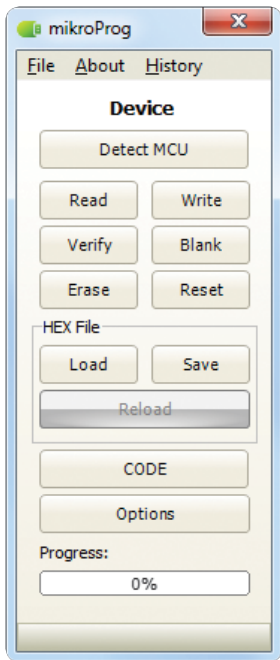 mikroProg
File About History
Device
Detect MCU
Read Write
Verify Blank
Erase Reset
HEX File
Load Save
Reload
CODE
Options
Progress:
0%